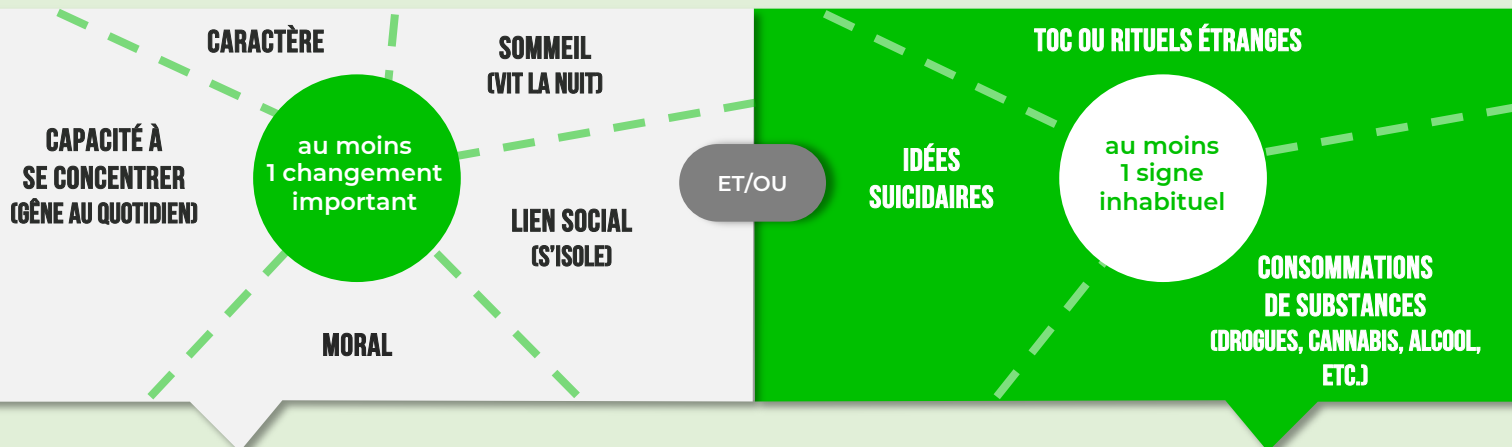 CARACTÈRE
SOMMEIL
(VIT LA NUIT)
CAPACITÉ À
SE CONCENTRER
(GÊNE AU QUOTIDIEN)
au moins
1 changement
important
LIEN SOCIAL
(S'ISOLE)
MORAL
ET/OU
TOC OU RITUELS ÉTRANGES
IDÉES
SUICIDAIRES
au moins
1 signe
inhabituel
CONSOMMATIONS
DE SUBSTANCES
(DROGUES, CANNABIS, ALCOOL,
ETC.)